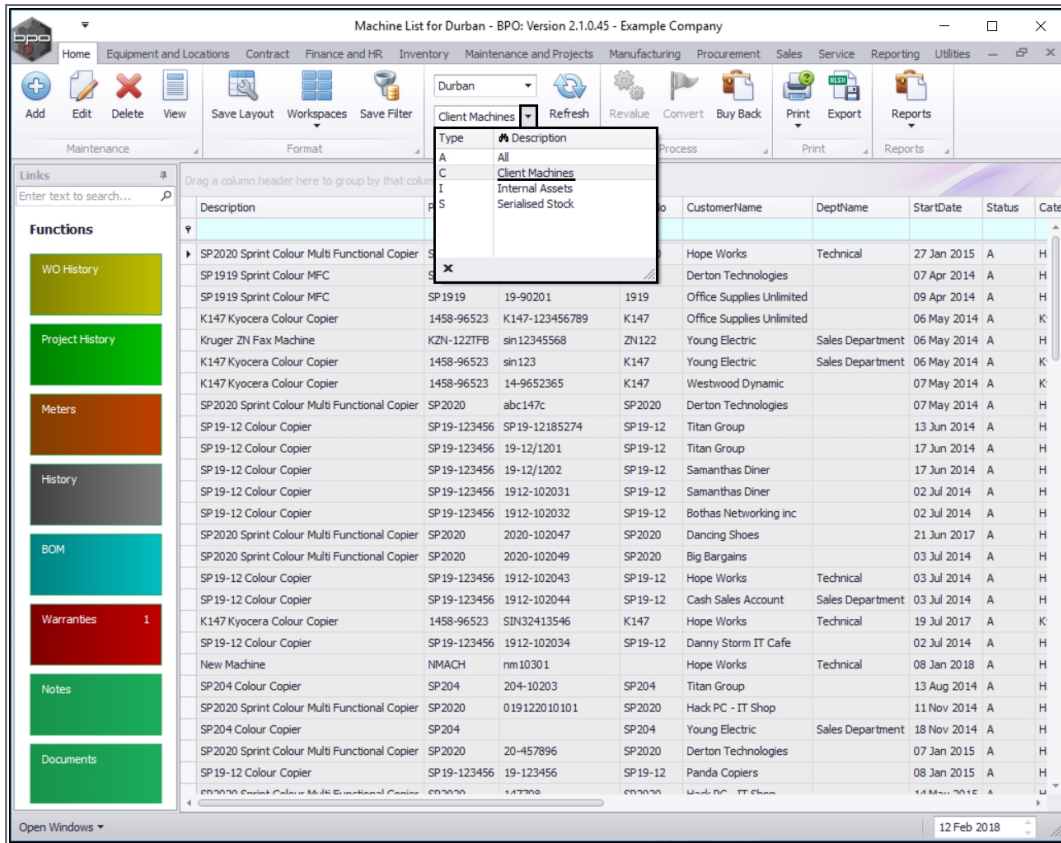 bpo
Machine List for Durban - BPO: Version 2.1.0.45 - Example Company
Home Equipment and Locations Contract Finance and HR Inventory Maintenance and Projects Manufacturing Procurement Sales Service Reporting Utilities
Durban
Add Edit Delete View Save Layout Workspaces Save Filter Client Machines Refresh Revalue Convert Buy Back Print Export Reports
Maintenance Format Process Print Reports
Type Description
A All
C Client Machines
I Internal Assets
S Serialised Stock
Links
Enter text to search...
Drag a column header here to group by that colum
Functions
WO History
Project History
Meters
History
BOM
Warranties 1
Notes
Documents
Description CustomerName DeptName StartDate Status Cate
SP2020 Sprint Colour Multi Functional Copier Hope Works Technical 27 Jan 2015 A H
SP1919 Sprint Colour MFC Derton Technologies 07 Apr 2014 A H
SP1919 Sprint Colour MFC SP1919 19-90201 1919 Office Supplies Unlimited 09 Apr 2014 A H
K147 Kyocera Colour Copier 1458-96523 K147-123456789 K147 Office Supplies Unlimited 06 May 2014 A K
Kruger ZN Fax Machine KZN-122TFB sin12345568 ZN122 Young Electric Sales Department 06 May 2014 A H
K147 Kyocera Colour Copier 1458-96523 sin123 K147 Young Electric Sales Department 06 May 2014 A K
K147 Kyocera Colour Copier 1458-96523 14-9652365 K147 Westwood Dynamic 07 May 2014 A K
SP2020 Sprint Colour Multi Functional Copier SP2020 abc147c SP2020 Derton Technologies 07 May 2014 A H
SP19-12 Colour Copier SP19-123456 SP19-12185274 SP19-12 Titan Group 13 Jun 2014 A H
SP19-12 Colour Copier SP19-123456 19-12/1201 SP19-12 Titan Group 17 Jun 2014 A H
SP19-12 Colour Copier SP19-123456 19-12/1202 SP19-12 Samanthas Diner 17 Jun 2014 A H
SP19-12 Colour Copier SP19-123456 1912-102031 SP19-12 Samanthas Diner 02 Jul 2014 A H
SP19-12 Colour Copier SP19-123456 1912-102032 SP19-12 Bothas Networking inc 02 Jul 2014 A H
SP2020 Sprint Colour Multi Functional Copier SP2020 2020-102047 SP2020 Dancing Shoes 21 Jun 2017 A H
SP2020 Sprint Colour Multi Functional Copier SP2020 2020-102049 SP2020 Big Bargains 03 Jul 2014 A H
SP19-12 Colour Copier SP19-123456 1912-102043 SP19-12 Hope Works Technical 03 Jul 2014 A H
SP19-12 Colour Copier SP19-123456 1912-102044 SP19-12 Cash Sales Account Sales Department 03 Jul 2014 A H
K147 Kyocera Colour Copier 1458-96523 SIN32413546 K147 Hope Works Technical 19 Jul 2017 A K
SP19-12 Colour Copier SP19-123456 1912-102034 SP19-12 Danny Storm IT Cafe 02 Jul 2014 A H
New Machine NMACH nm10301 Hope Works Technical 08 Jan 2018 A H
SP204 Colour Copier SP204 204-10203 SP204 Titan Group 13 Aug 2014 A H
SP2020 Sprint Colour Multi Functional Copier SP2020 019122010101 SP2020 Hack PC - IT Shop 11 Nov 2014 A H
SP204 Colour Copier SP204 SP204 Young Electric Sales Department 18 Nov 2014 A H
SP2020 Sprint Colour Multi Functional Copier SP2020 20-457896 SP2020 Derton Technologies 07 Jan 2015 A H
SP19-12 Colour Copier SP19-123456 19-123456 SP19-12 Panda Copiers 08 Jan 2015 A H
SP2020 Sprint Colour Multi Functional Copier SP2020 147708 SP2020 Hack PC - IT Shop 14 May 2015 A H
Open Windows 12 Feb 2018